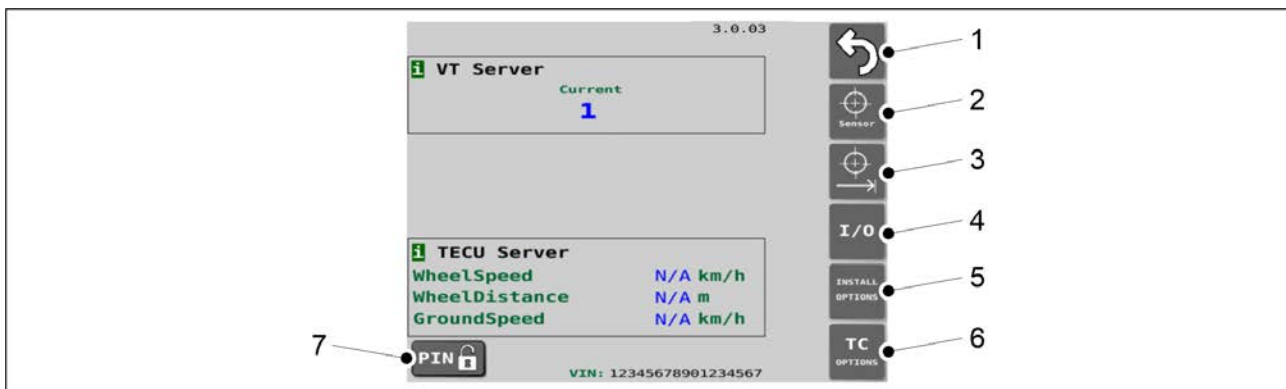 3.0.03
VT Server
Current
1
TECU Server
WheelSpeed N/A km/h
WheelDistance N/A m
GroundSpeed N/A km/h
PIN
VIN: 12345678901234567
1
Sensor
2
3
I/O
4
INSTALL
OPTIONS
5
TC
OPTIONS
6
7